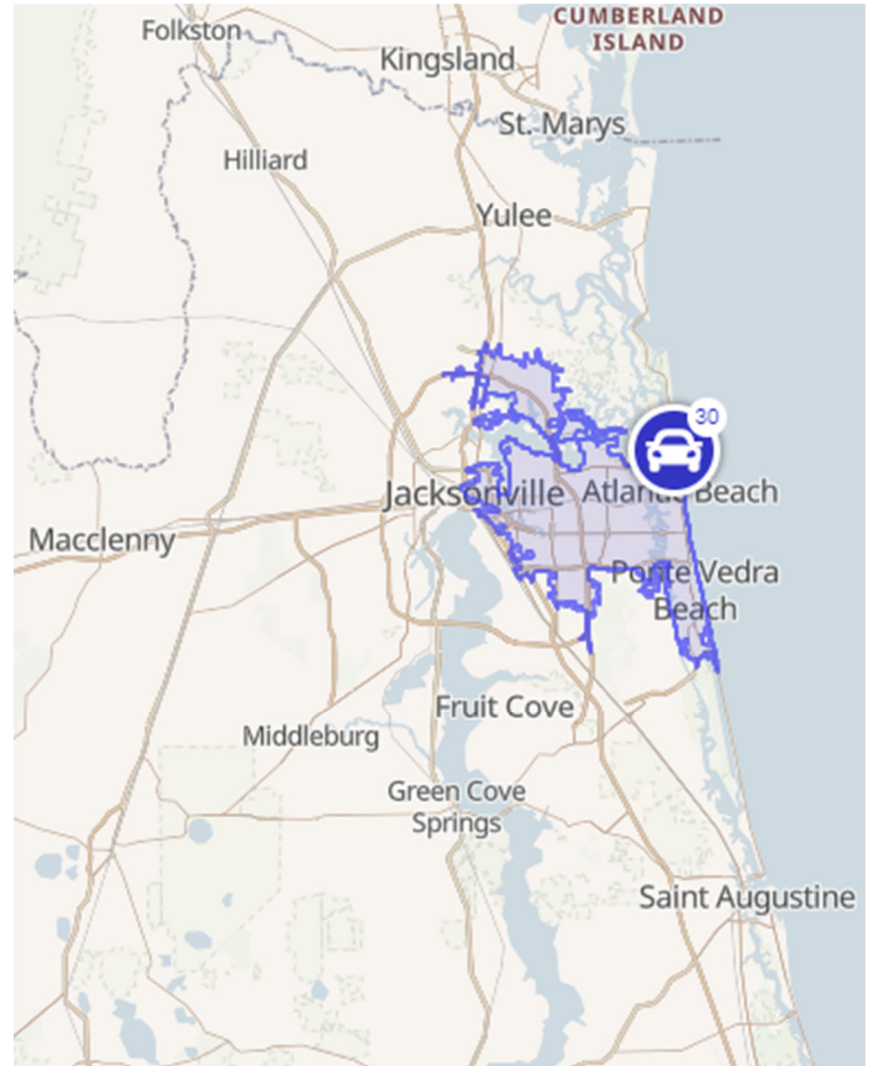 CUMBERLAND
ISLAND
Folkston
Kingsland
St. Marys
Hilliard
Yulee
30
Jacksonville
Atlantic Beach
Macclenny
Ponte Vedra
Beach
Fruit Cove
Middleburg
Green Cove
Springs
Saint Augustine